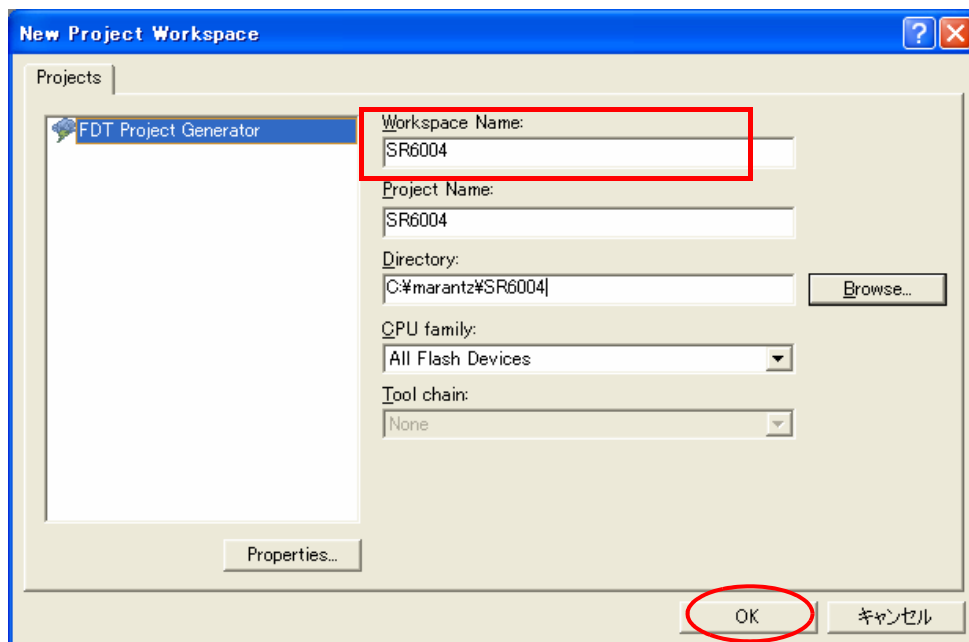 New Project Workspace
Projects
FDT Project Generator
Workspace Name:
SR6004
Project Name:
SR6004
Directory:
C:¥marantz¥SR6004
Browse...
CPU family:
All Flash Devices
Tool chain:
None
Properties...
OK
キャンセル